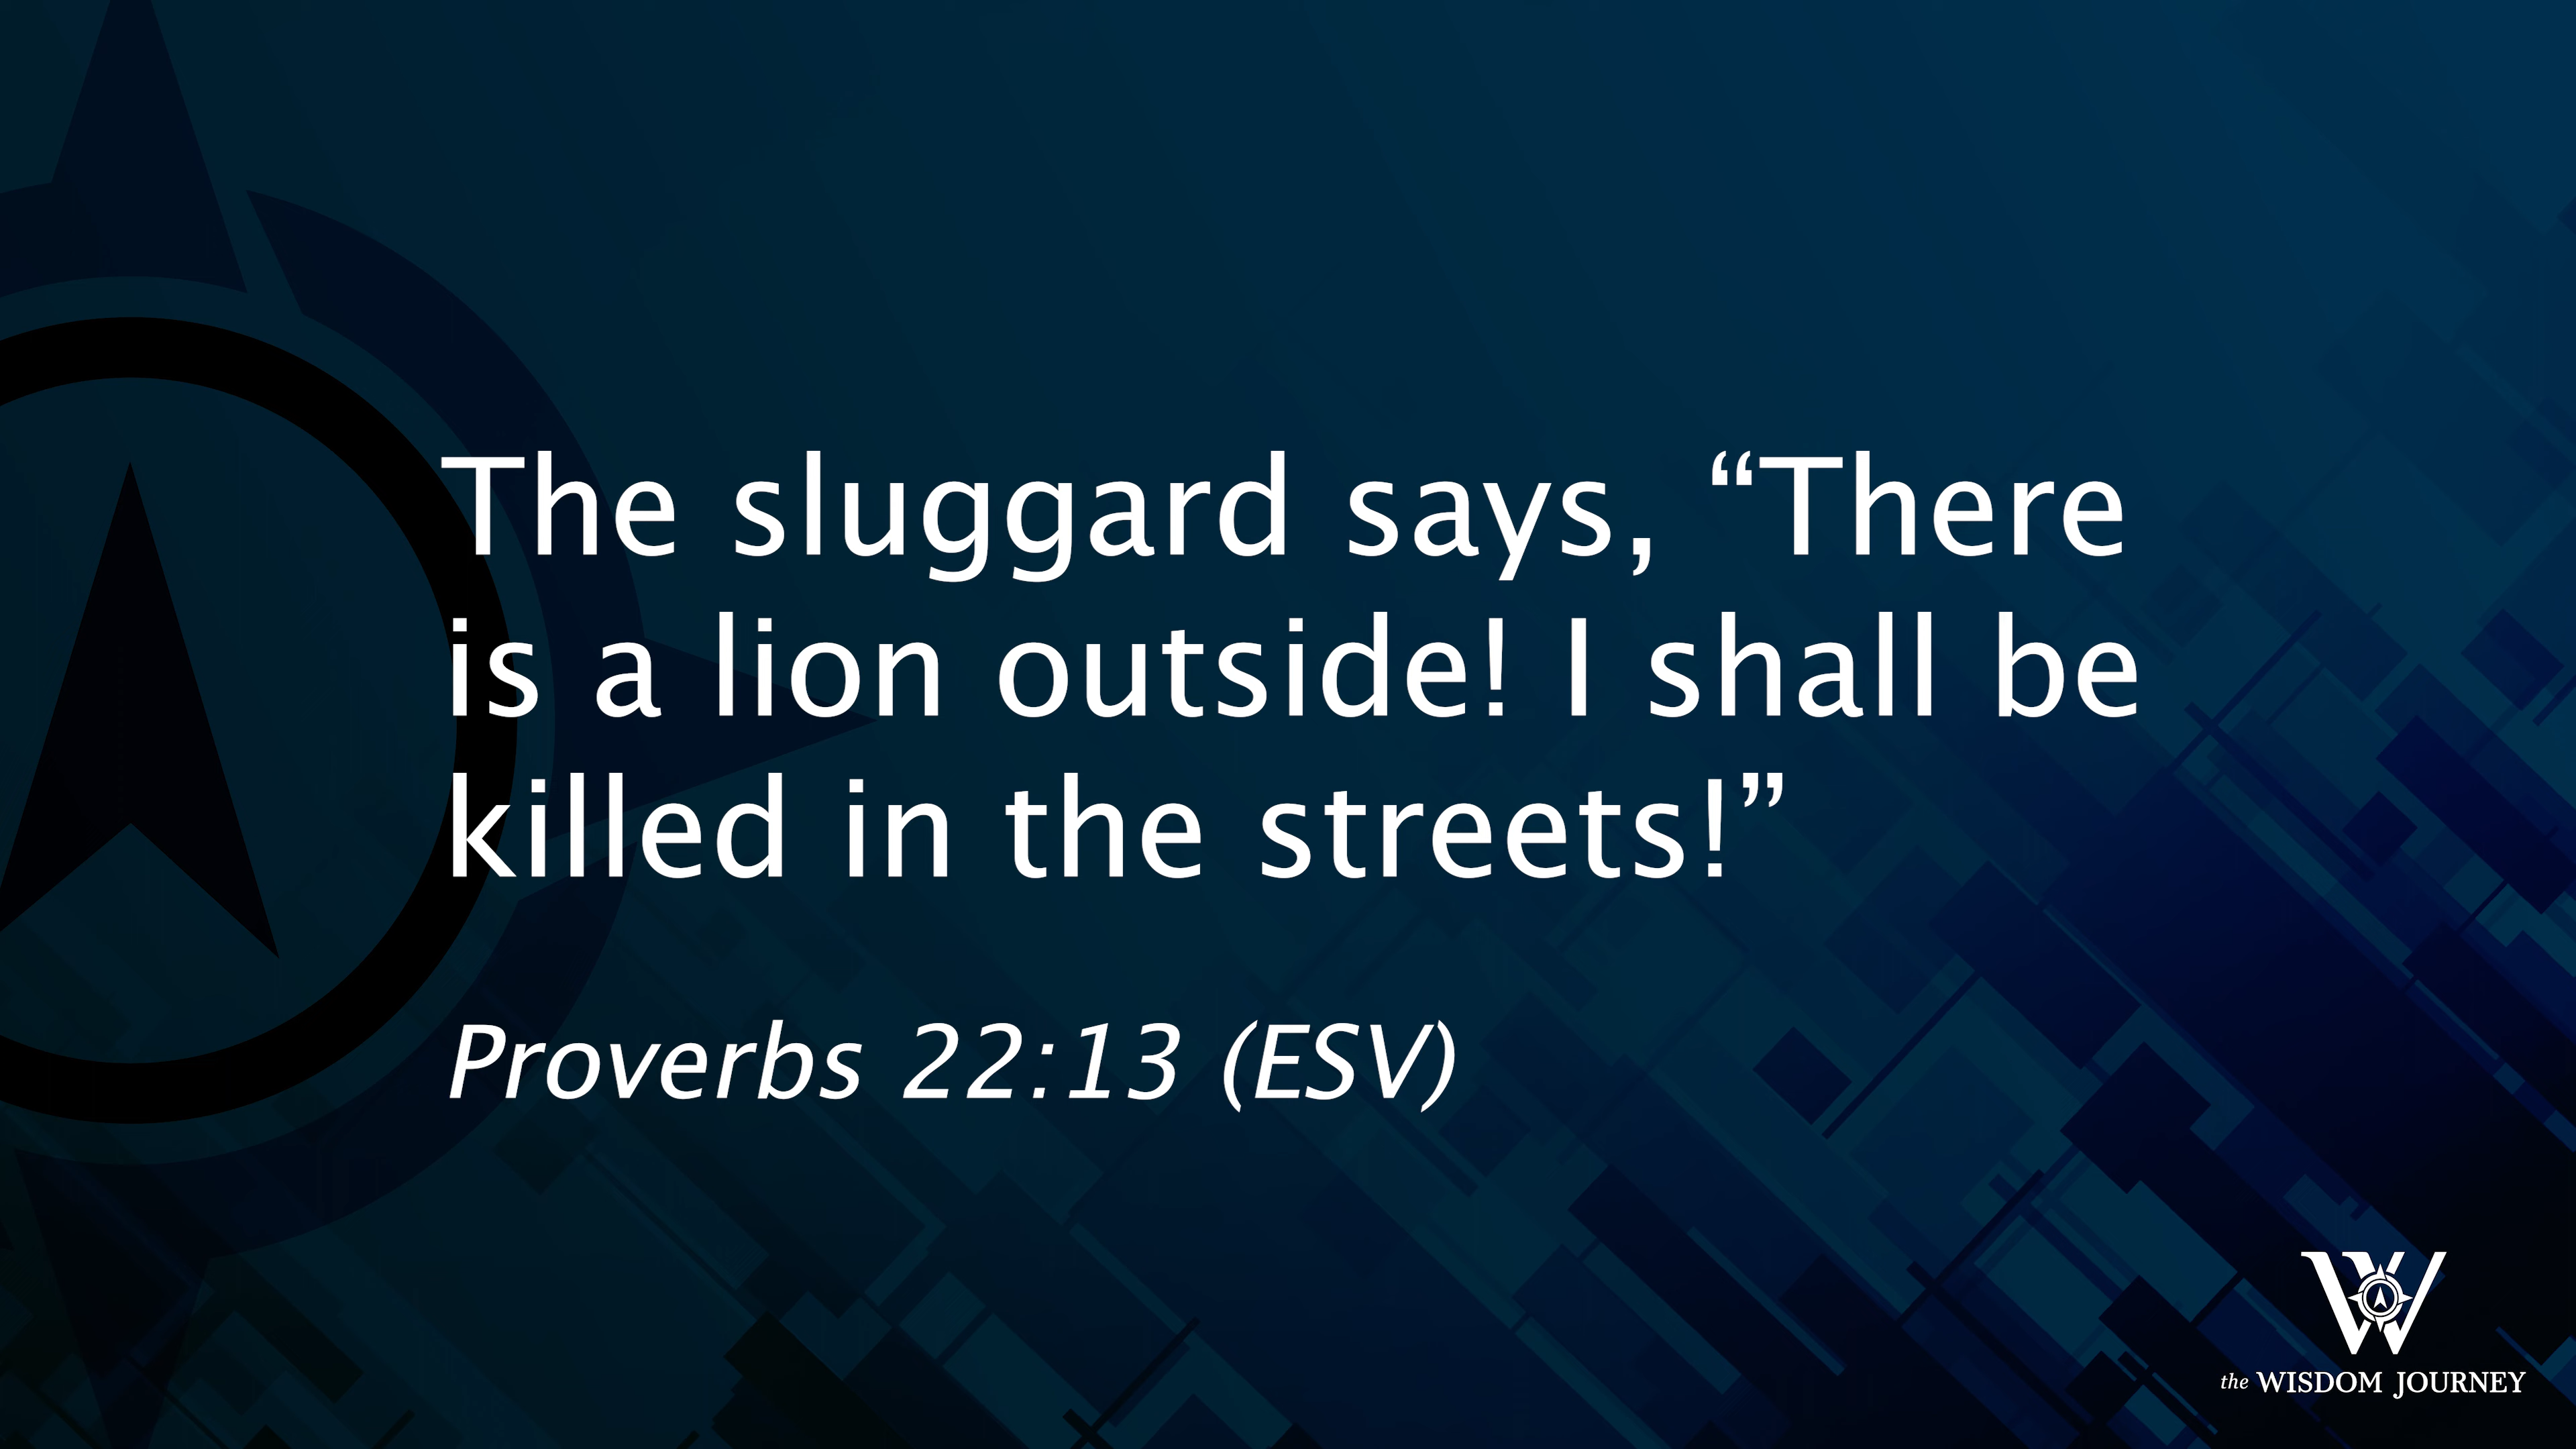 The sluggard says, “There
is a lion outside! I shall be
killed in the streets!”
Proverbs 22:13 (ESV)
W
the WISDOM JOURNEY